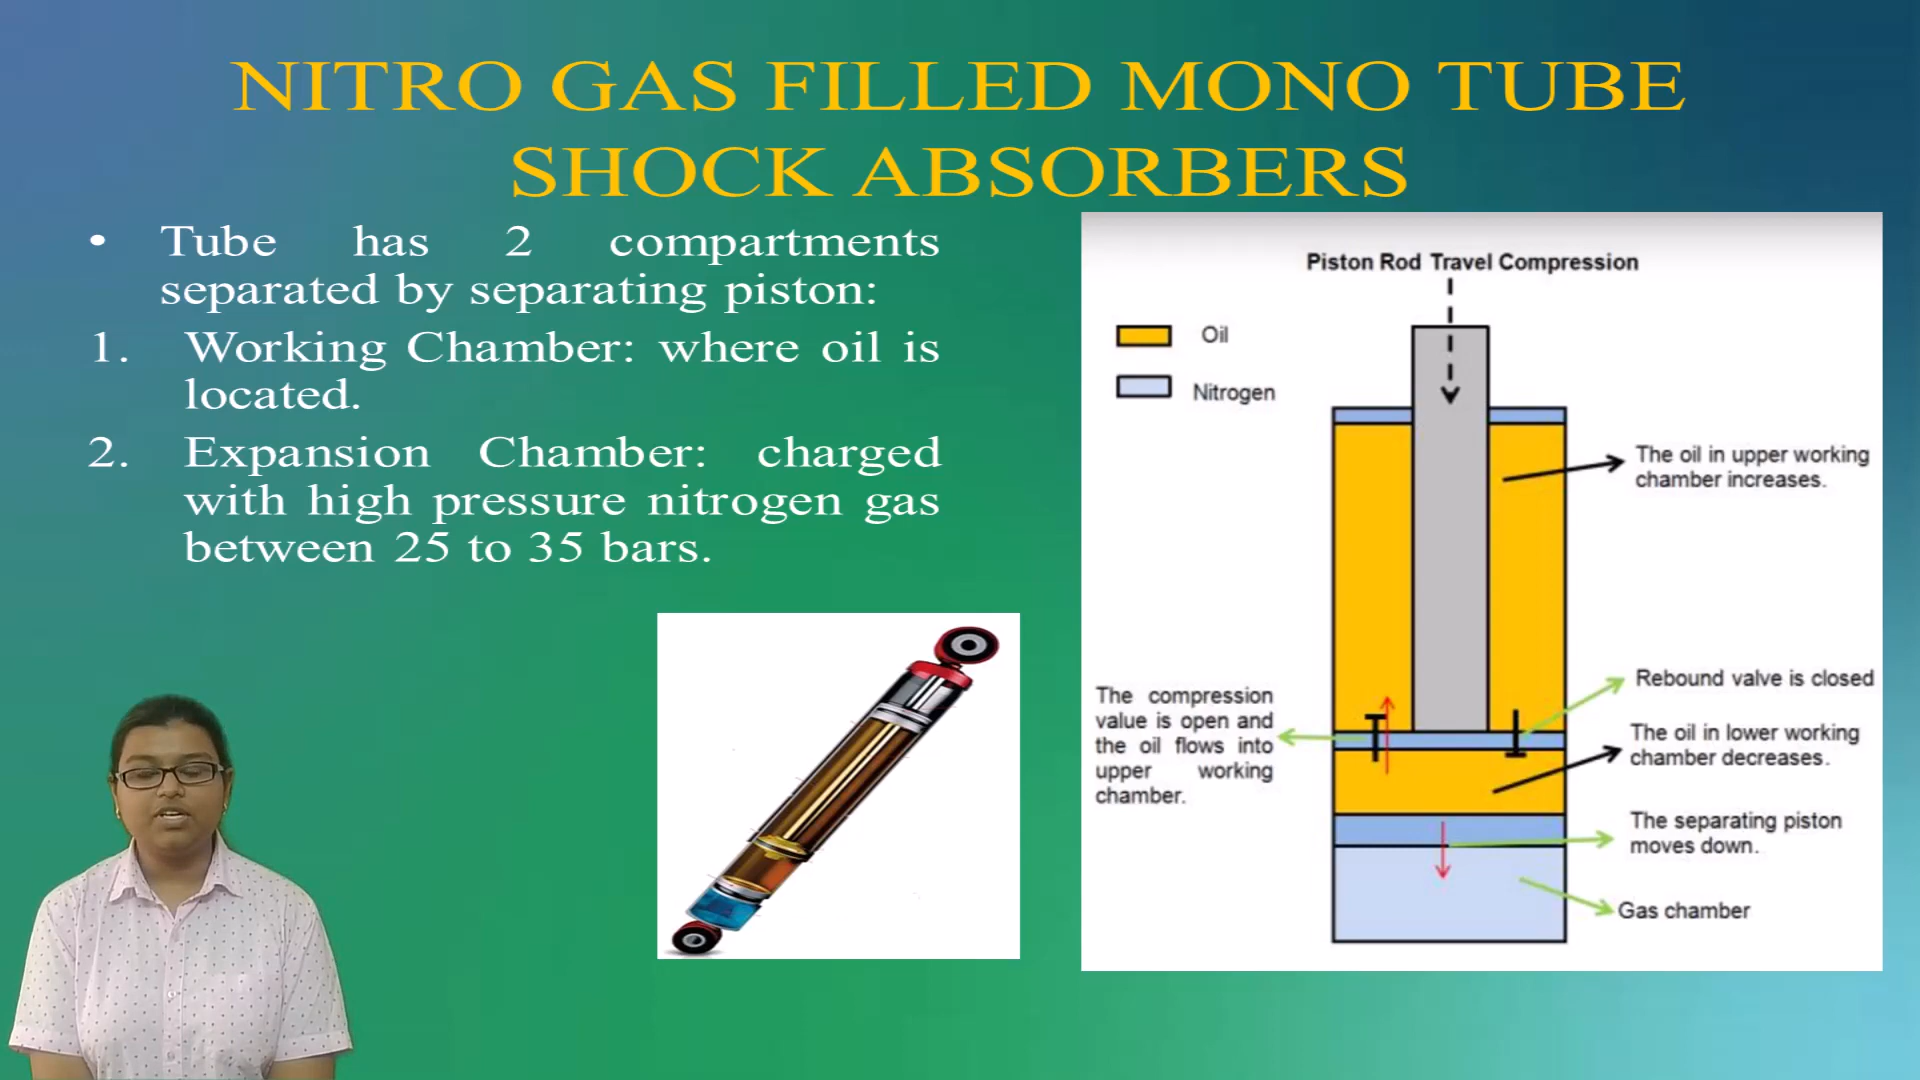 NITRO GAS FILLED MONO TUBE
SHOCK ABSORBERS
• Tube has 2 compartments
separated by separating piston:
1. Working Chamber: where oil is
located.
2. Expansion Chamber: charged
with high pressure nitrogen gas
between 25 to 35 bars.
Piston Rod Travel Compression
Oil
Nitrogen
The oil in upper working
chamber increases.
Rebound valve is closed
The compression
value is open and
the oil flows into
upper working
chamber.
The oil in lower working
chamber decreases.
The separating piston
moves down.
Gas chamber